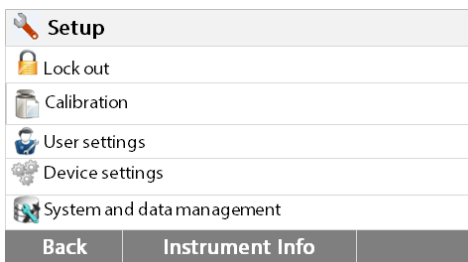 Setup
Lock out
Calibration
User settings
Device settings
System and data management
Back Instrument Info